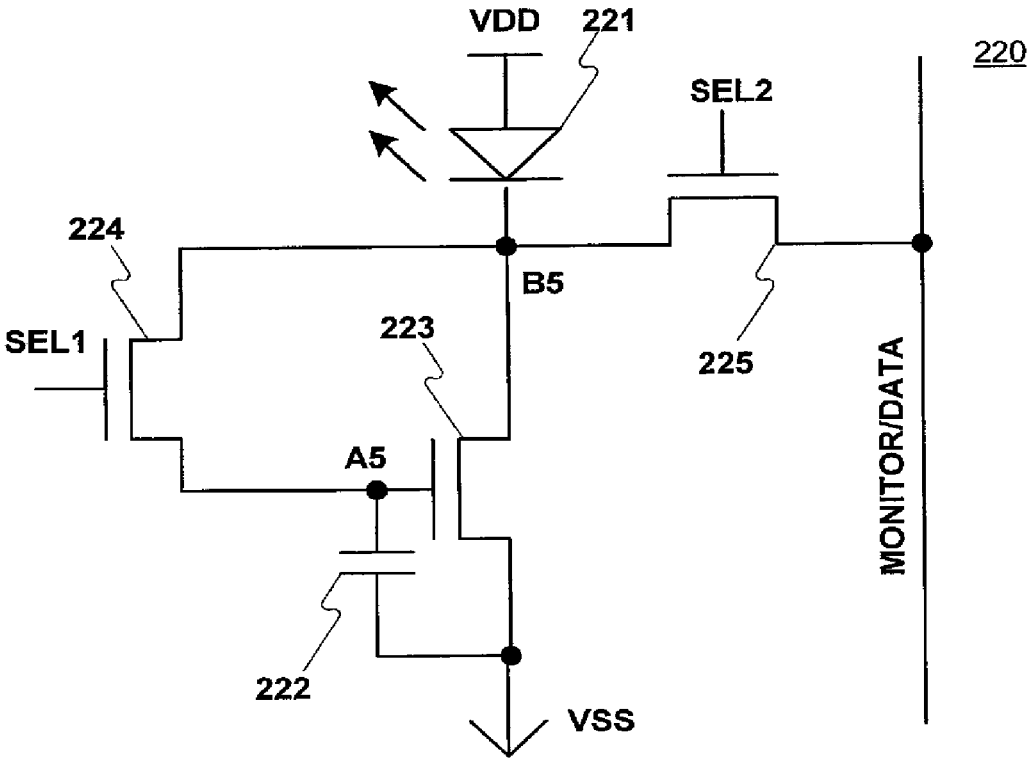 VDD
221
220
SEL2
224
B5
SEL1
223
225
MONITOR/DATA
A5
222
VSS